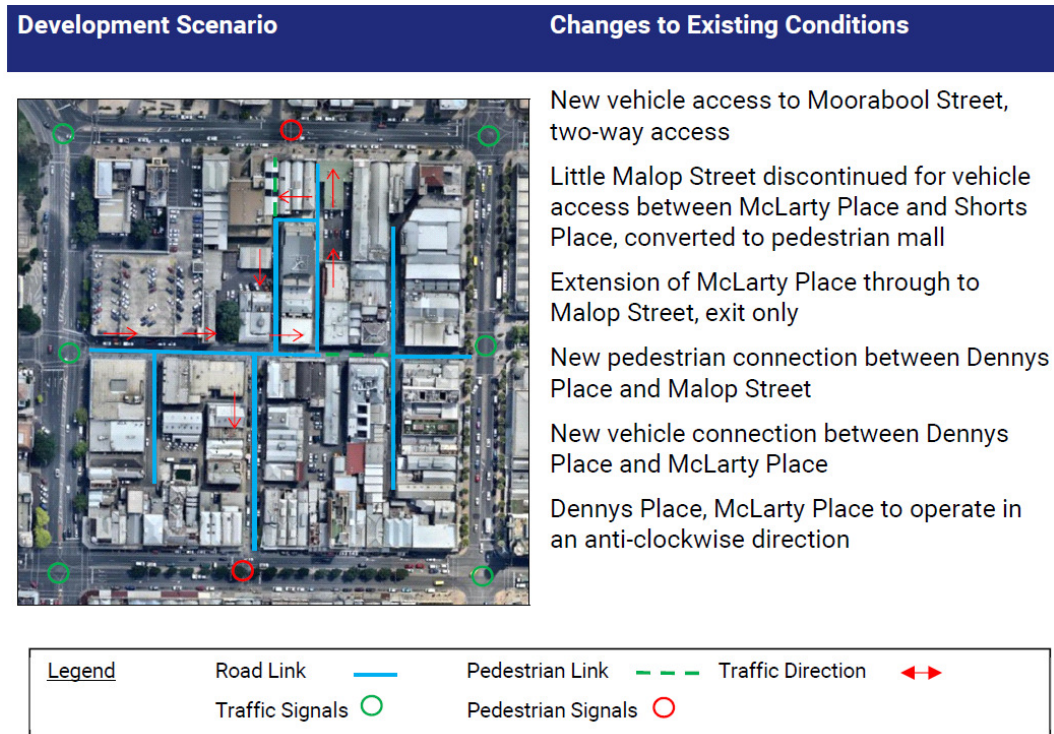 Development Scenario
Changes to Existing Conditions
New vehicle access to Moorabool Street,
two-way access
Little Malop Street discontinued for vehicle
access between McLarty Place and Shorts
Place, converted to pedestrian mall
Extension of McLarty Place through to
Malop Street, exit only
New pedestrian connection between Dennys
Place and Malop Street
New vehicle connection between Dennys
Place and McLarty Place
Dennys Place, McLarty Place to operate in
an anti-clockwise direction
Legend
Road Link
Pedestrian Link
Traffic Direction
Traffic Signals
Pedestrian Signals